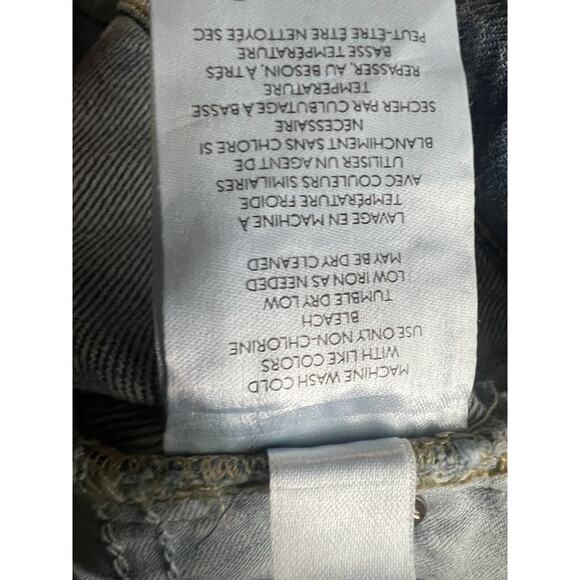 MACHINE WASH COLD
WITH LIKE COLORS
USE ONLY NON-CHLORINE
BLEACH
TUMBLE DRY LOW
LOW IRON AS NEEDED
MAY BE DRY CLEANED
LAVAGE EN MACHINE À
TEMPÉRATURE FROIDE
AVEC COULEURS SIMILAIRES
UTILISER UN AGENT DE
BLANCHIMENT SANS CHLORE SI
NÉCESSAIRE
SÉCHER PAR CULBUTAGE À BASSE
TEMPÉRATURE
REPASSER, AU BESOIN, À TRÈS
BASSE TEMPÉRATURE
PEUT-ÊTRE ÊTRE NETTOYÉE SEC